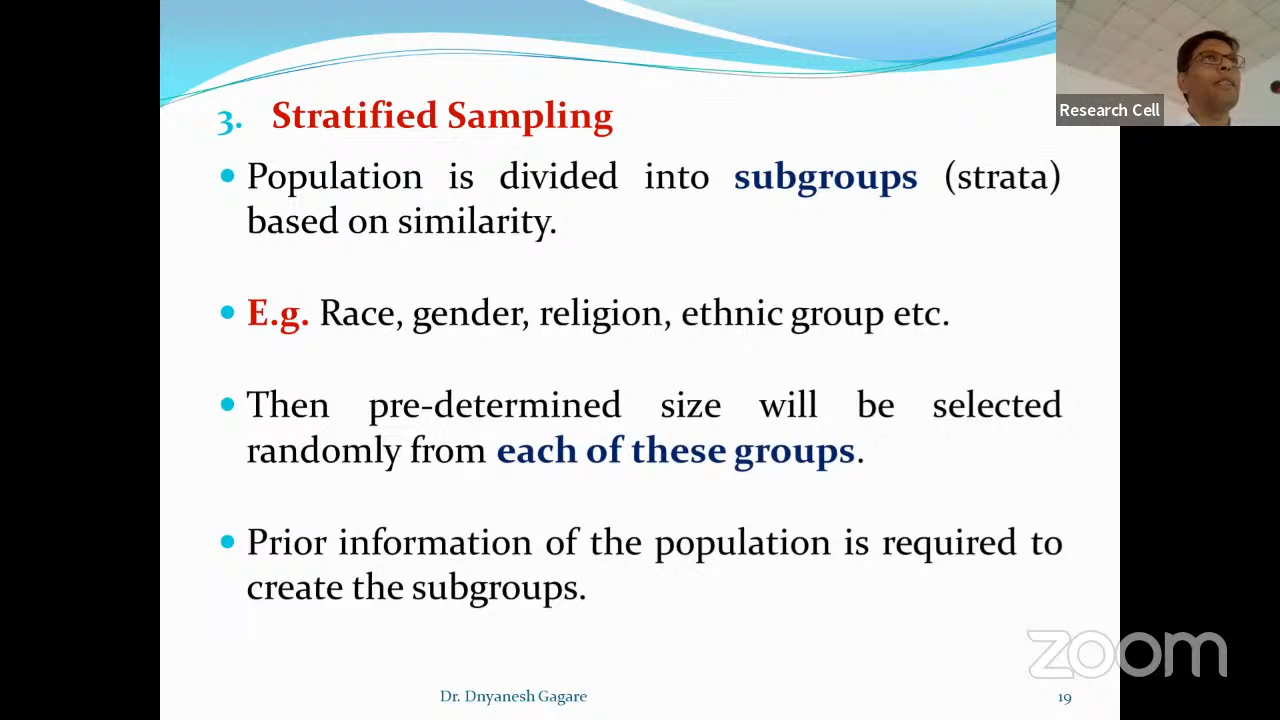 Research Cell
3. Stratified Sampling
• Population is divided into subgroups (strata)
based on similarity.
• E.g. Race, gender, religion, ethnic group etc.
• Then pre-determined size will be selected
randomly from each of these groups.
• Prior information of the population is required to
create the subgroups.
zoom
Dr. Dnyanesh Gagare
19